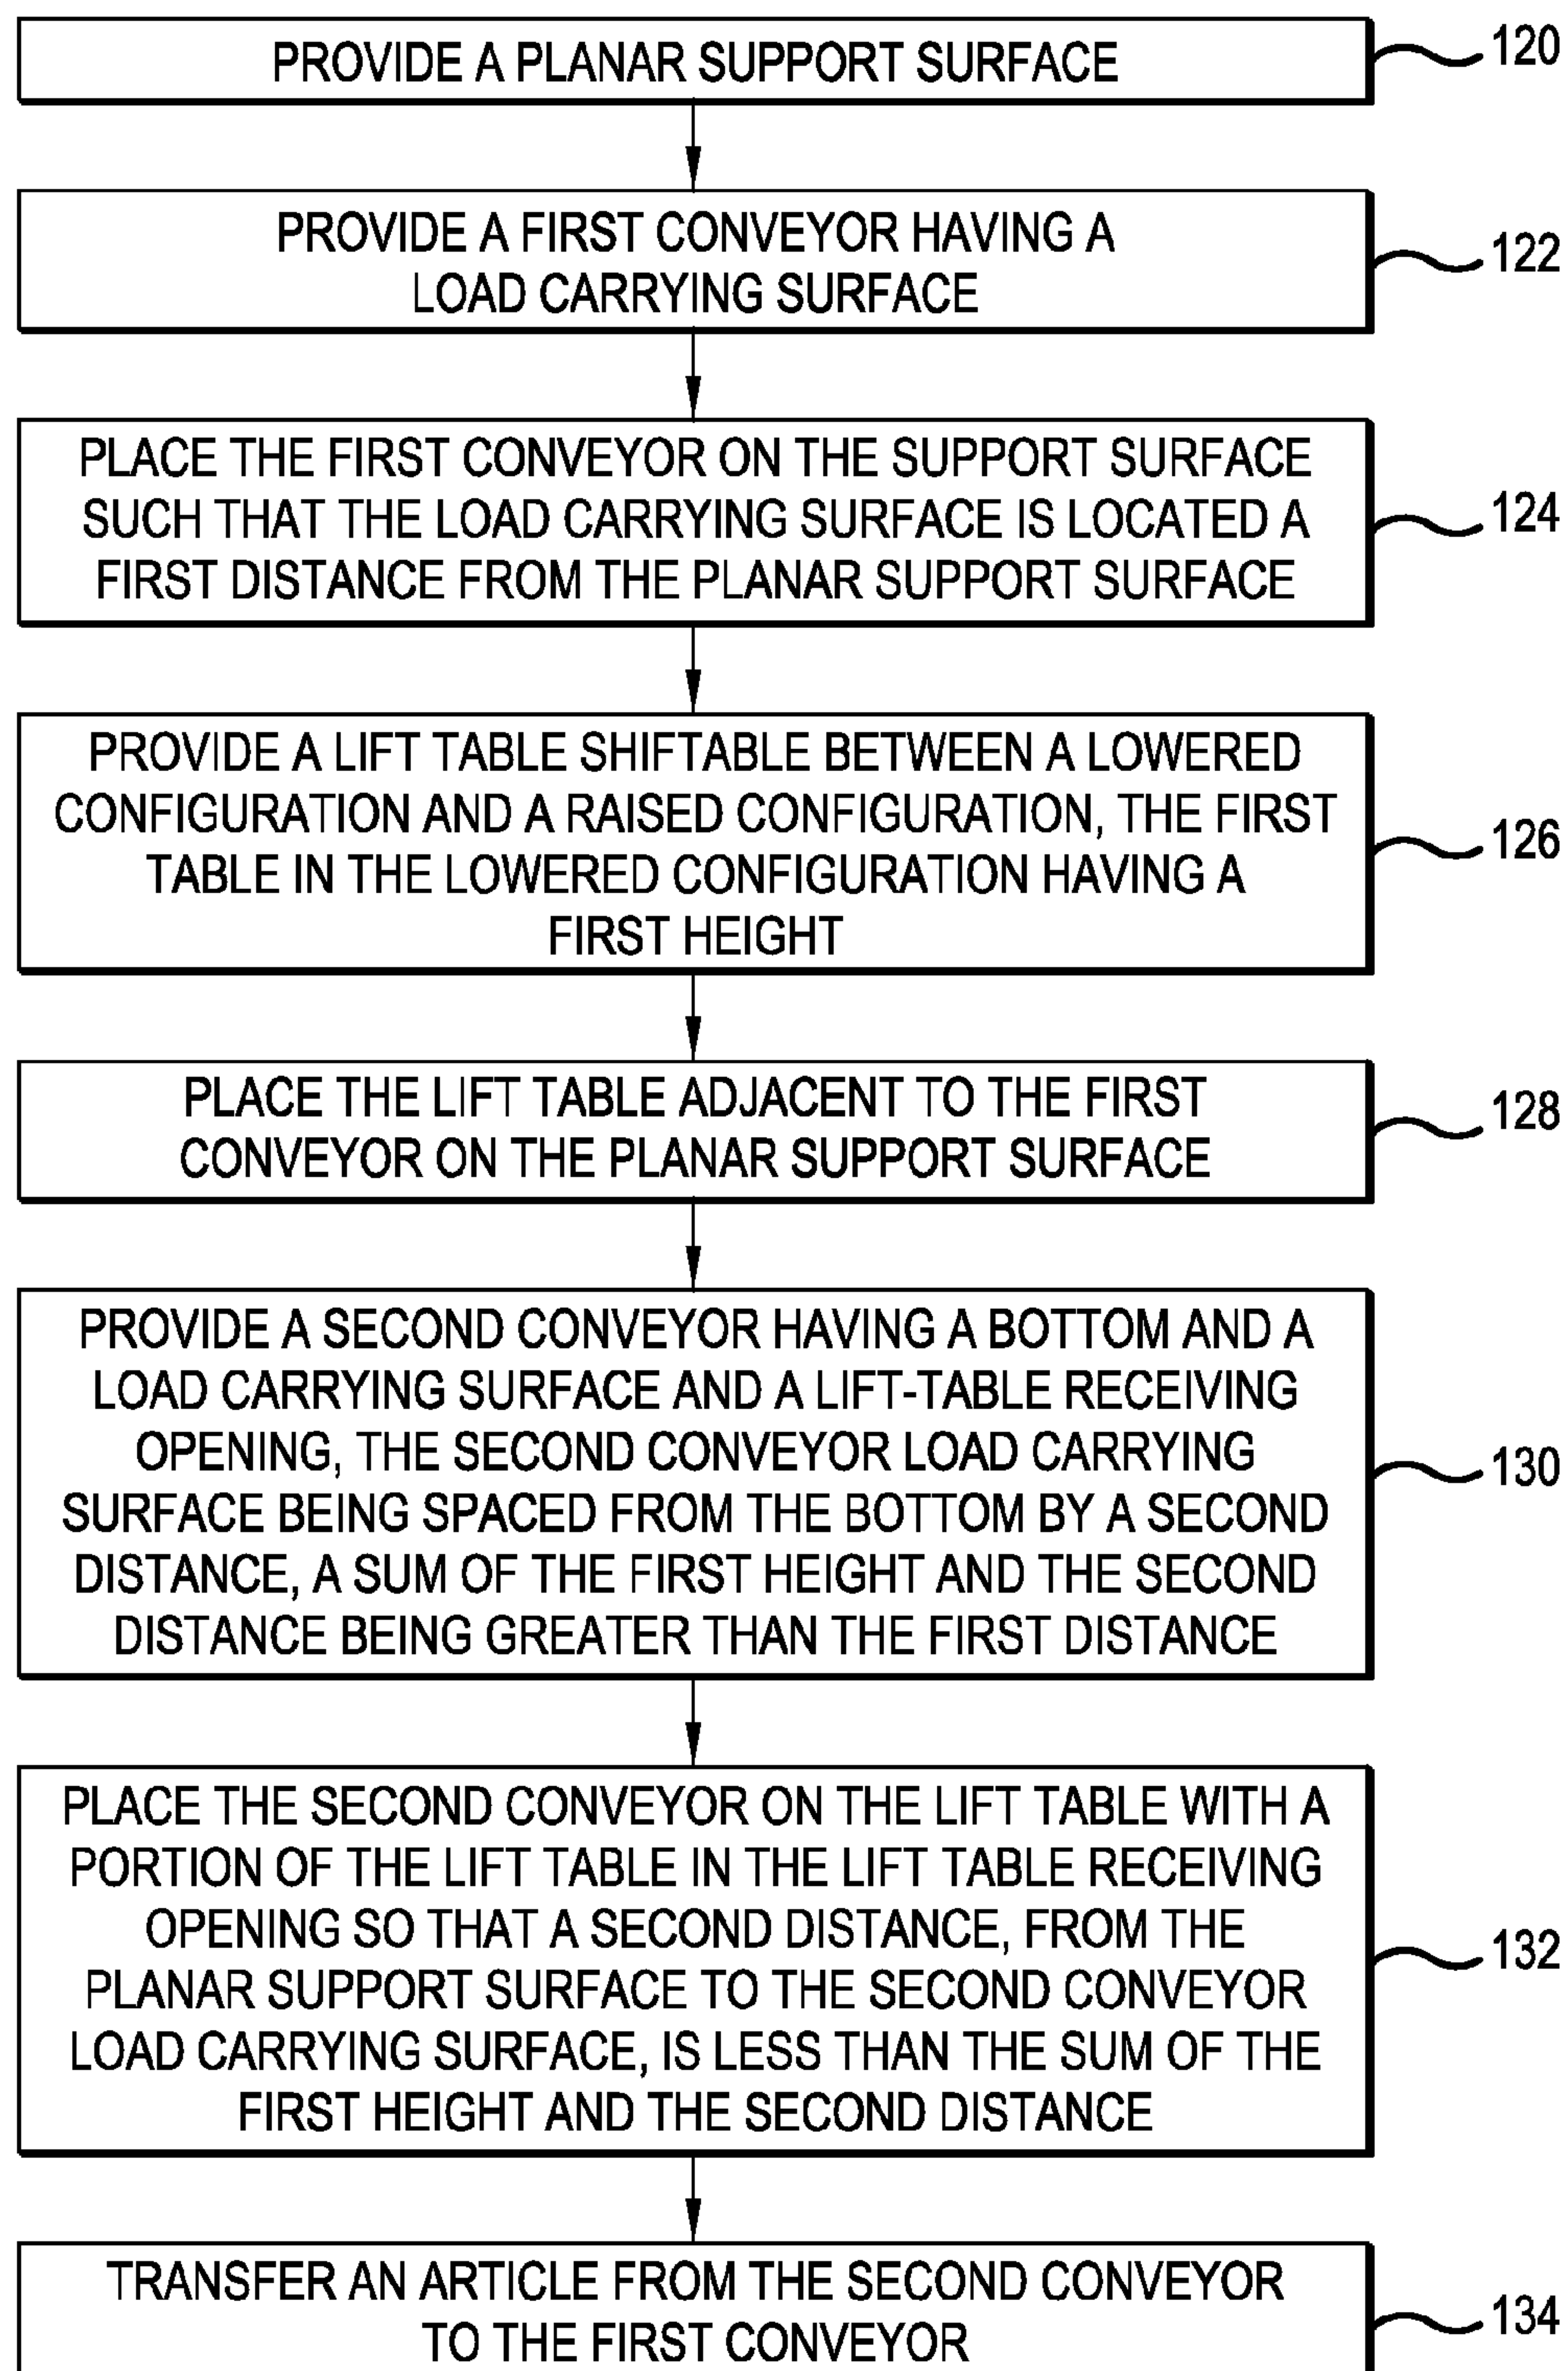 PROVIDE A PLANAR SUPPORT SURFACE
120
PROVIDE A FIRST CONVEYOR HAVING A
LOAD CARRYING SURFACE
122
PLACE THE FIRST CONVEYOR ON THE SUPPORT SURFACE
SUCH THAT THE LOAD CARRYING SURFACE IS LOCATED A
FIRST DISTANCE FROM THE PLANAR SUPPORT SURFACE
124
PROVIDE A LIFT TABLE SHIFTABLE BETWEEN A LOWERED
CONFIGURATION AND A RAISED CONFIGURATION, THE FIRST
TABLE IN THE LOWERED CONFIGURATION HAVING A
FIRST HEIGHT
126
PLACE THE LIFT TABLE ADJACENT TO THE FIRST
CONVEYOR ON THE PLANAR SUPPORT SURFACE
128
PROVIDE A SECOND CONVEYOR HAVING A BOTTOM AND A
LOAD CARRYING SURFACE AND A LIFT-TABLE RECEIVING
OPENING, THE SECOND CONVEYOR LOAD CARRYING
SURFACE BEING SPACED FROM THE BOTTOM BY A SECOND
DISTANCE, A SUM OF THE FIRST HEIGHT AND THE SECOND
DISTANCE BEING GREATER THAN THE FIRST DISTANCE
130
PLACE THE SECOND CONVEYOR ON THE LIFT TABLE WITH A
PORTION OF THE LIFT TABLE IN THE LIFT TABLE RECEIVING
OPENING SO THAT A SECOND DISTANCE, FROM THE
PLANAR SUPPORT SURFACE TO THE SECOND CONVEYOR
LOAD CARRYING SURFACE, IS LESS THAN THE SUM OF THE
FIRST HEIGHT AND THE SECOND DISTANCE
132
TRANSFER AN ARTICLE FROM THE SECOND CONVEYOR
TO THE FIRST CONVEYOR
134